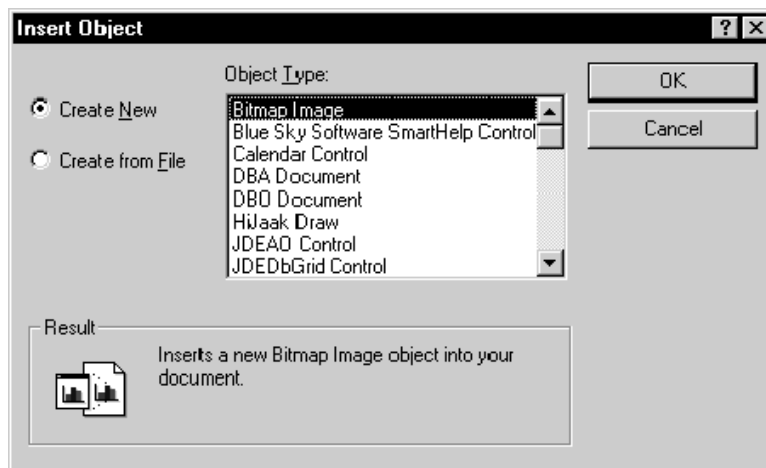 Insert Object
Object Type:
Create New
Create from File
Bitmap Image
Blue Sky Software SmartHelp Control
Calendar Control
DBA Document
DBO Document
HiJaak Draw
JDEAO Control
JDEDbGrid Control
OK
Cancel
Result
Inserts a new Bitmap Image object into your
document.